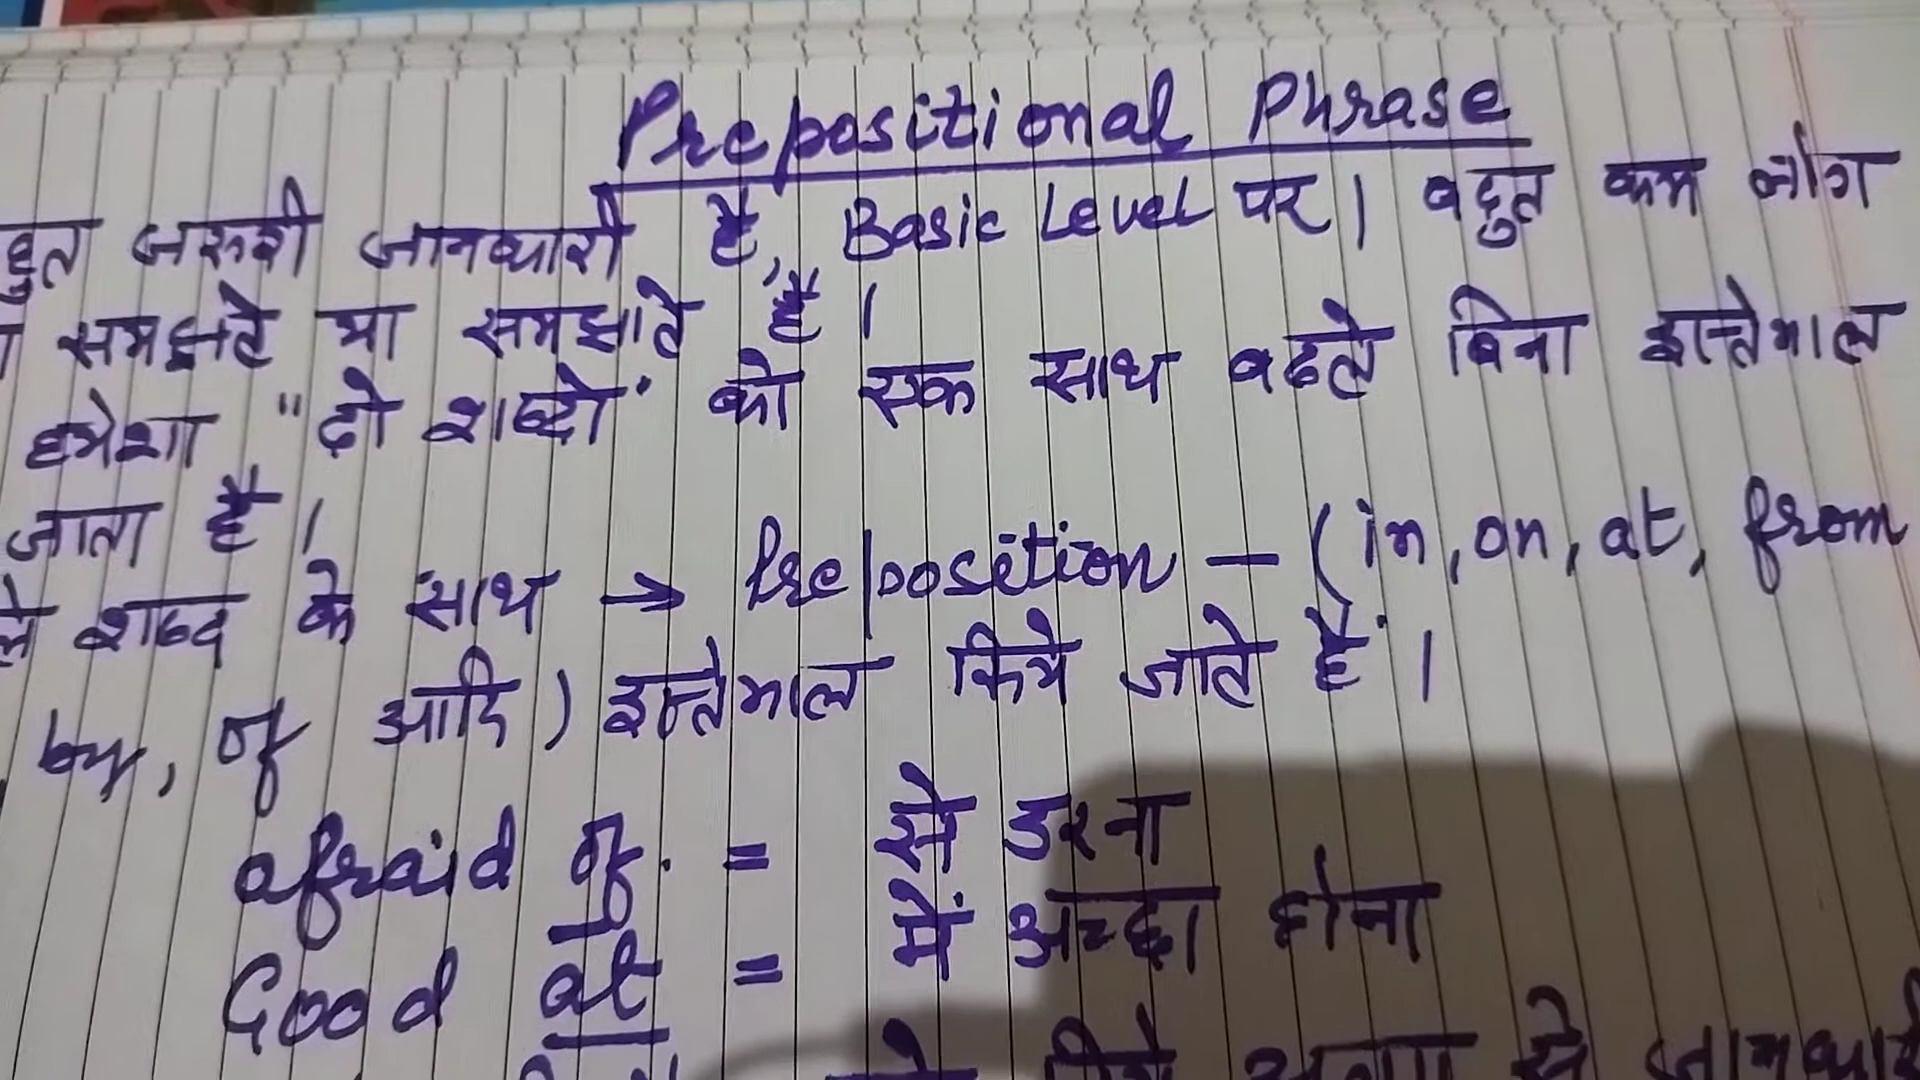 Prepositional Phrase
जरुरी जानकारी है, Basic Level पर। बहुत कम लोग
समझते या समझाते है।
हमेशा "दो शब्दो" को एक साथ बदले बिना इस्तेमाल
जाता है।
शब्द के साथ → Preposition – (in, on, at, from
by, of आदि) इस्तेमाल किये जाते है।
afraid of. = से डरना
Good at = में अच्छा होना